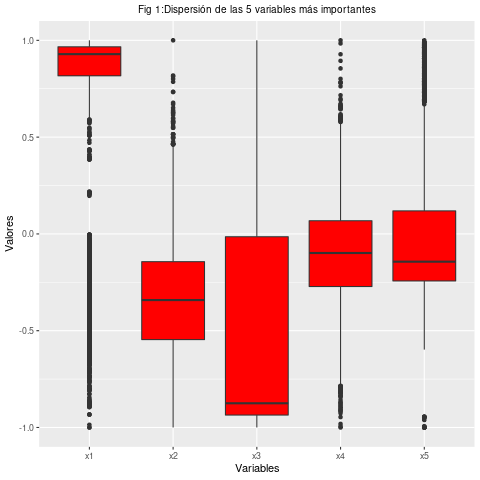 Fig 1:Dispersión de las 5 variables más importantes
1.0
0.5
0.0
-0.5
-1.0
Valores
x1 x2 x3 x4 x5
Variables